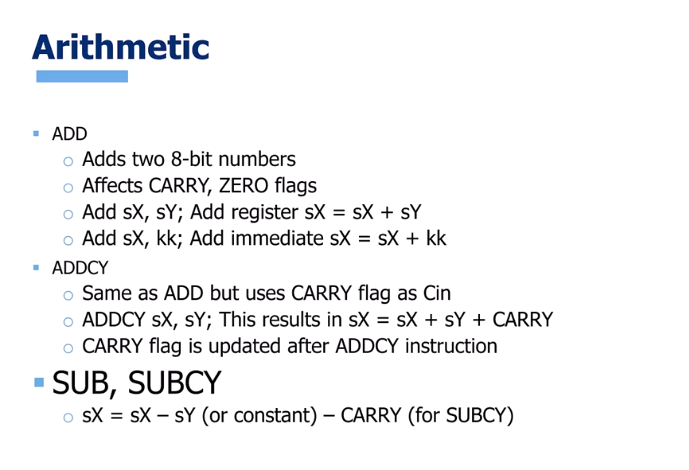 Arithmetic
▪ ADD
○ Adds two 8-bit numbers
○ Affects CARRY, ZERO flags
○ Add sX, sY; Add register sX = sX + sY
○ Add sX, kk; Add immediate sX = sX + kk
▪ ADDCY
○ Same as ADD but uses CARRY flag as Cin
○ ADDCY sX, sY; This results in sX = sX + sY + CARRY
○ CARRY flag is updated after ADDCY instruction
▪ SUB, SUBCY
○ sX = sX – sY (or constant) – CARRY (for SUBCY)